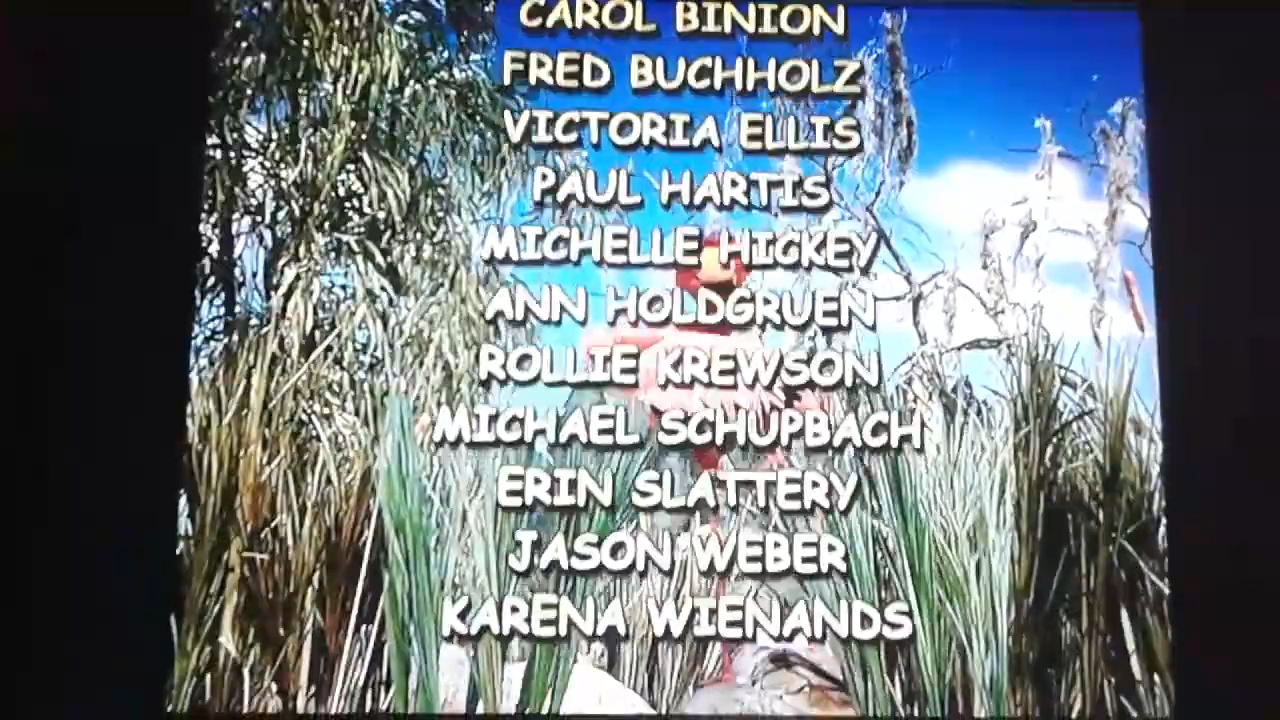 CAROL BINION
FRED BUCHHOLZ
VICTORIA ELLIS
PAUL HARTIS
MICHELLE HICKEY
ANN HOLDGRUEN
ROLLIE KREWSON
MICHAEL SCHUPBACH
ERIN SLATTERY
JASON WEBER
KARENA WIENANDS